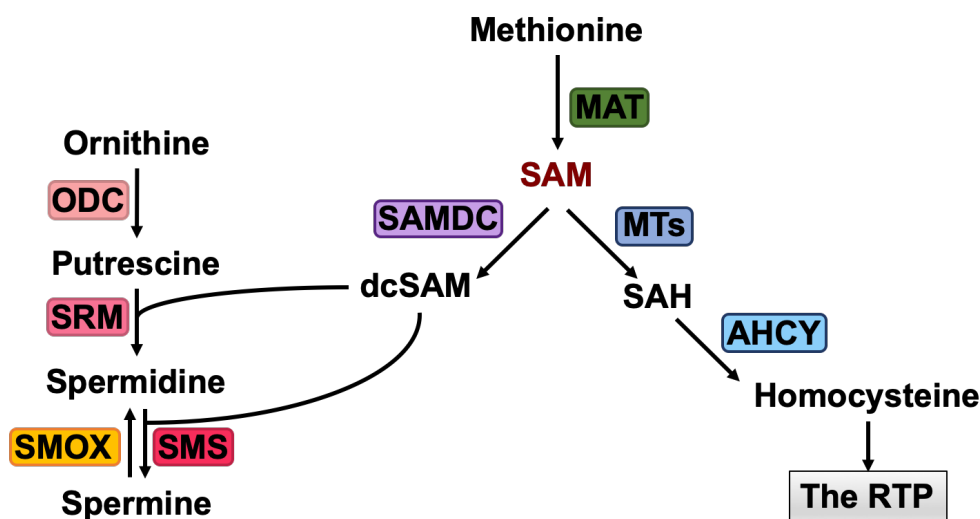 Methionine
MAT
Ornithine
SAM
ODC
SAMDC
MTs
Putrescine
dcSAM
SAH
SRM
AHCY
Spermidine
Homocysteine
SMOX
SMS
Spermine
The RTP